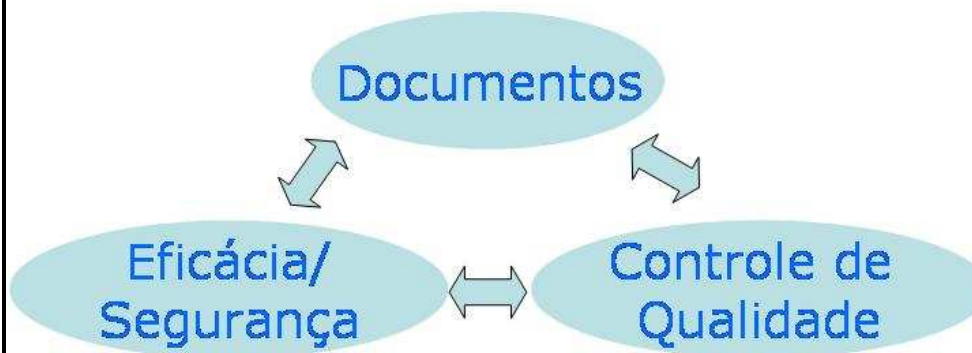 Documentos
Eficácia/
Segurança
Controle de
Qualidade